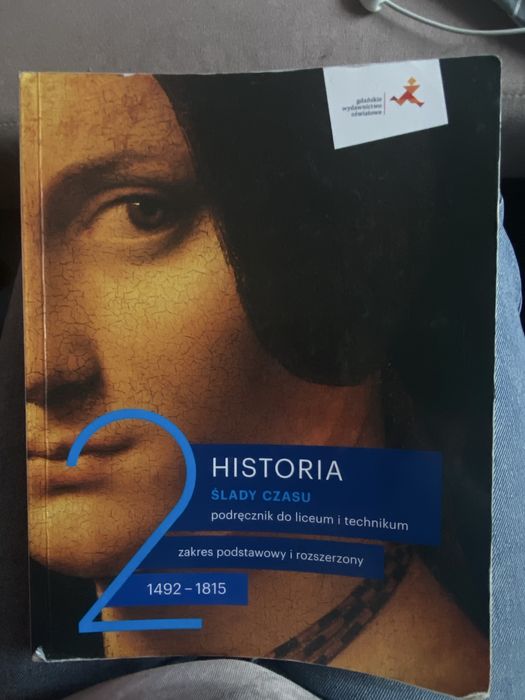 gdańskie
wydawnictwo
oświatowe
2
HISTORIA
ŚLADY CZASU
podręcznik do liceum i technikum
zakres podstawowy i rozszerzony
1492 – 1815